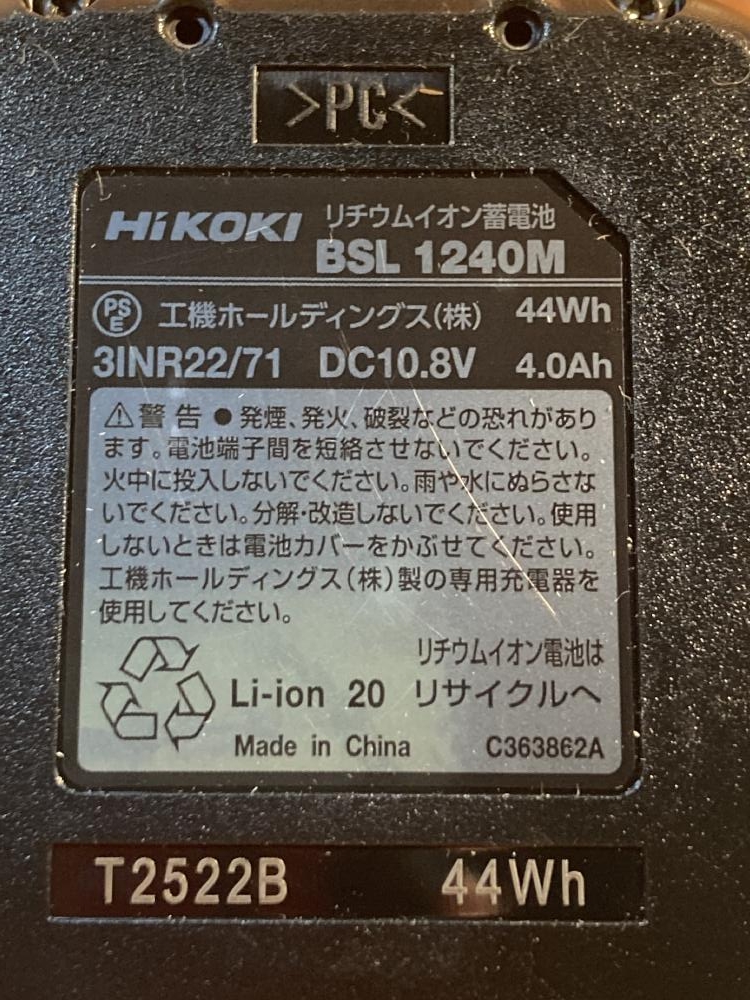 >PC<
HiKOKI リチウムイオン蓄電池
BSL 1240M
PSE 工機ホールディングス(株) 44Wh
3INR22/71 DC10.8V 4.0Ah
⚠警告 ●発煙、発火、破裂などの恐れがあり
ます。電池端子間を短絡させないでください。
火中に投入しないでください。雨や水にぬらさな
いでください。分解・改造しないでください。使用
しないときは電池カバーをかぶせてください。
工機ホールディングス(株)製の専用充電器を
使用してください。
リチウムイオン電池は
Li-ion 20 リサイクルへ
Made in China C363862A
T2522B 44Wh